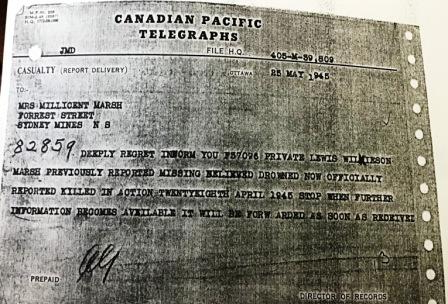 CANADIAN PACIFIC
TELEGRAPHS
JMD FILE H.Q. 405-M-39,809
CASUALTY (REPORT DELIVERY) OTTAWA 25 MAY 1945
TO:-
MRS MILLICENT MARSH
FORREST STREET
SYDNEY MINES N S
82859 DEEPLY REGRET INFORM YOU F57096 PRIVATE LEWIS WILKIESON
MARSH PREVIOUSLY REPORTED MISSING BELIEVED DROWNED NOW OFFICIALLY
REPORTED KILLED IN ACTION TWENTYEIGHTH APRIL 1945 STOP WHEN FURTHER
INFORMATION BECOMES AVAILABLE IT WILL BE FORWARDED AS SOON AS REDEIVEI
PREPAID
DIRECTOR OF RECORDS